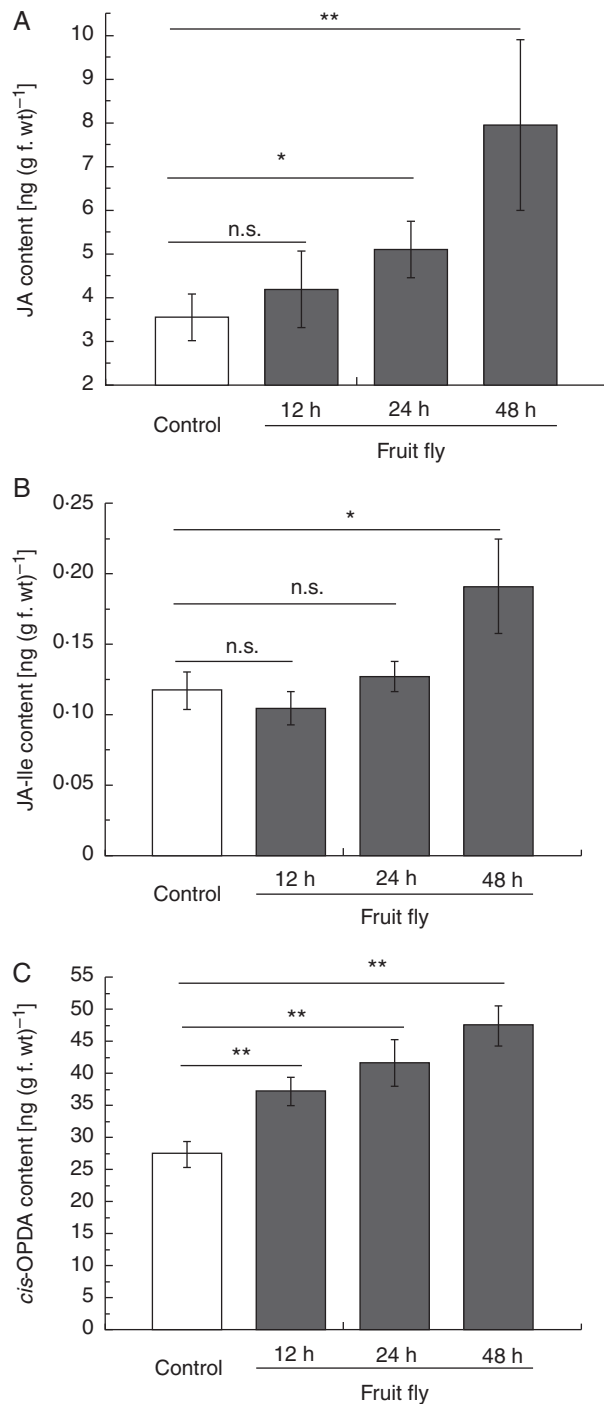 A
JA content [ng (g f. wt)⁻¹]
10
9
8
7
6
5
4
3
2
**
*
n.s.
Control
12 h
24 h
48 h
Fruit fly
B
JA-Ile content [ng (g f. wt)⁻¹]
0·25
0·20
0·15
0·10
0·05
0
*
n.s.
n.s.
Control
12 h
24 h
48 h
Fruit fly
C
cis-OPDA content [ng (g f. wt)⁻¹]
55
50
45
40
35
30
25
20
15
10
5
0
**
**
**
Control
12 h
24 h
48 h
Fruit fly